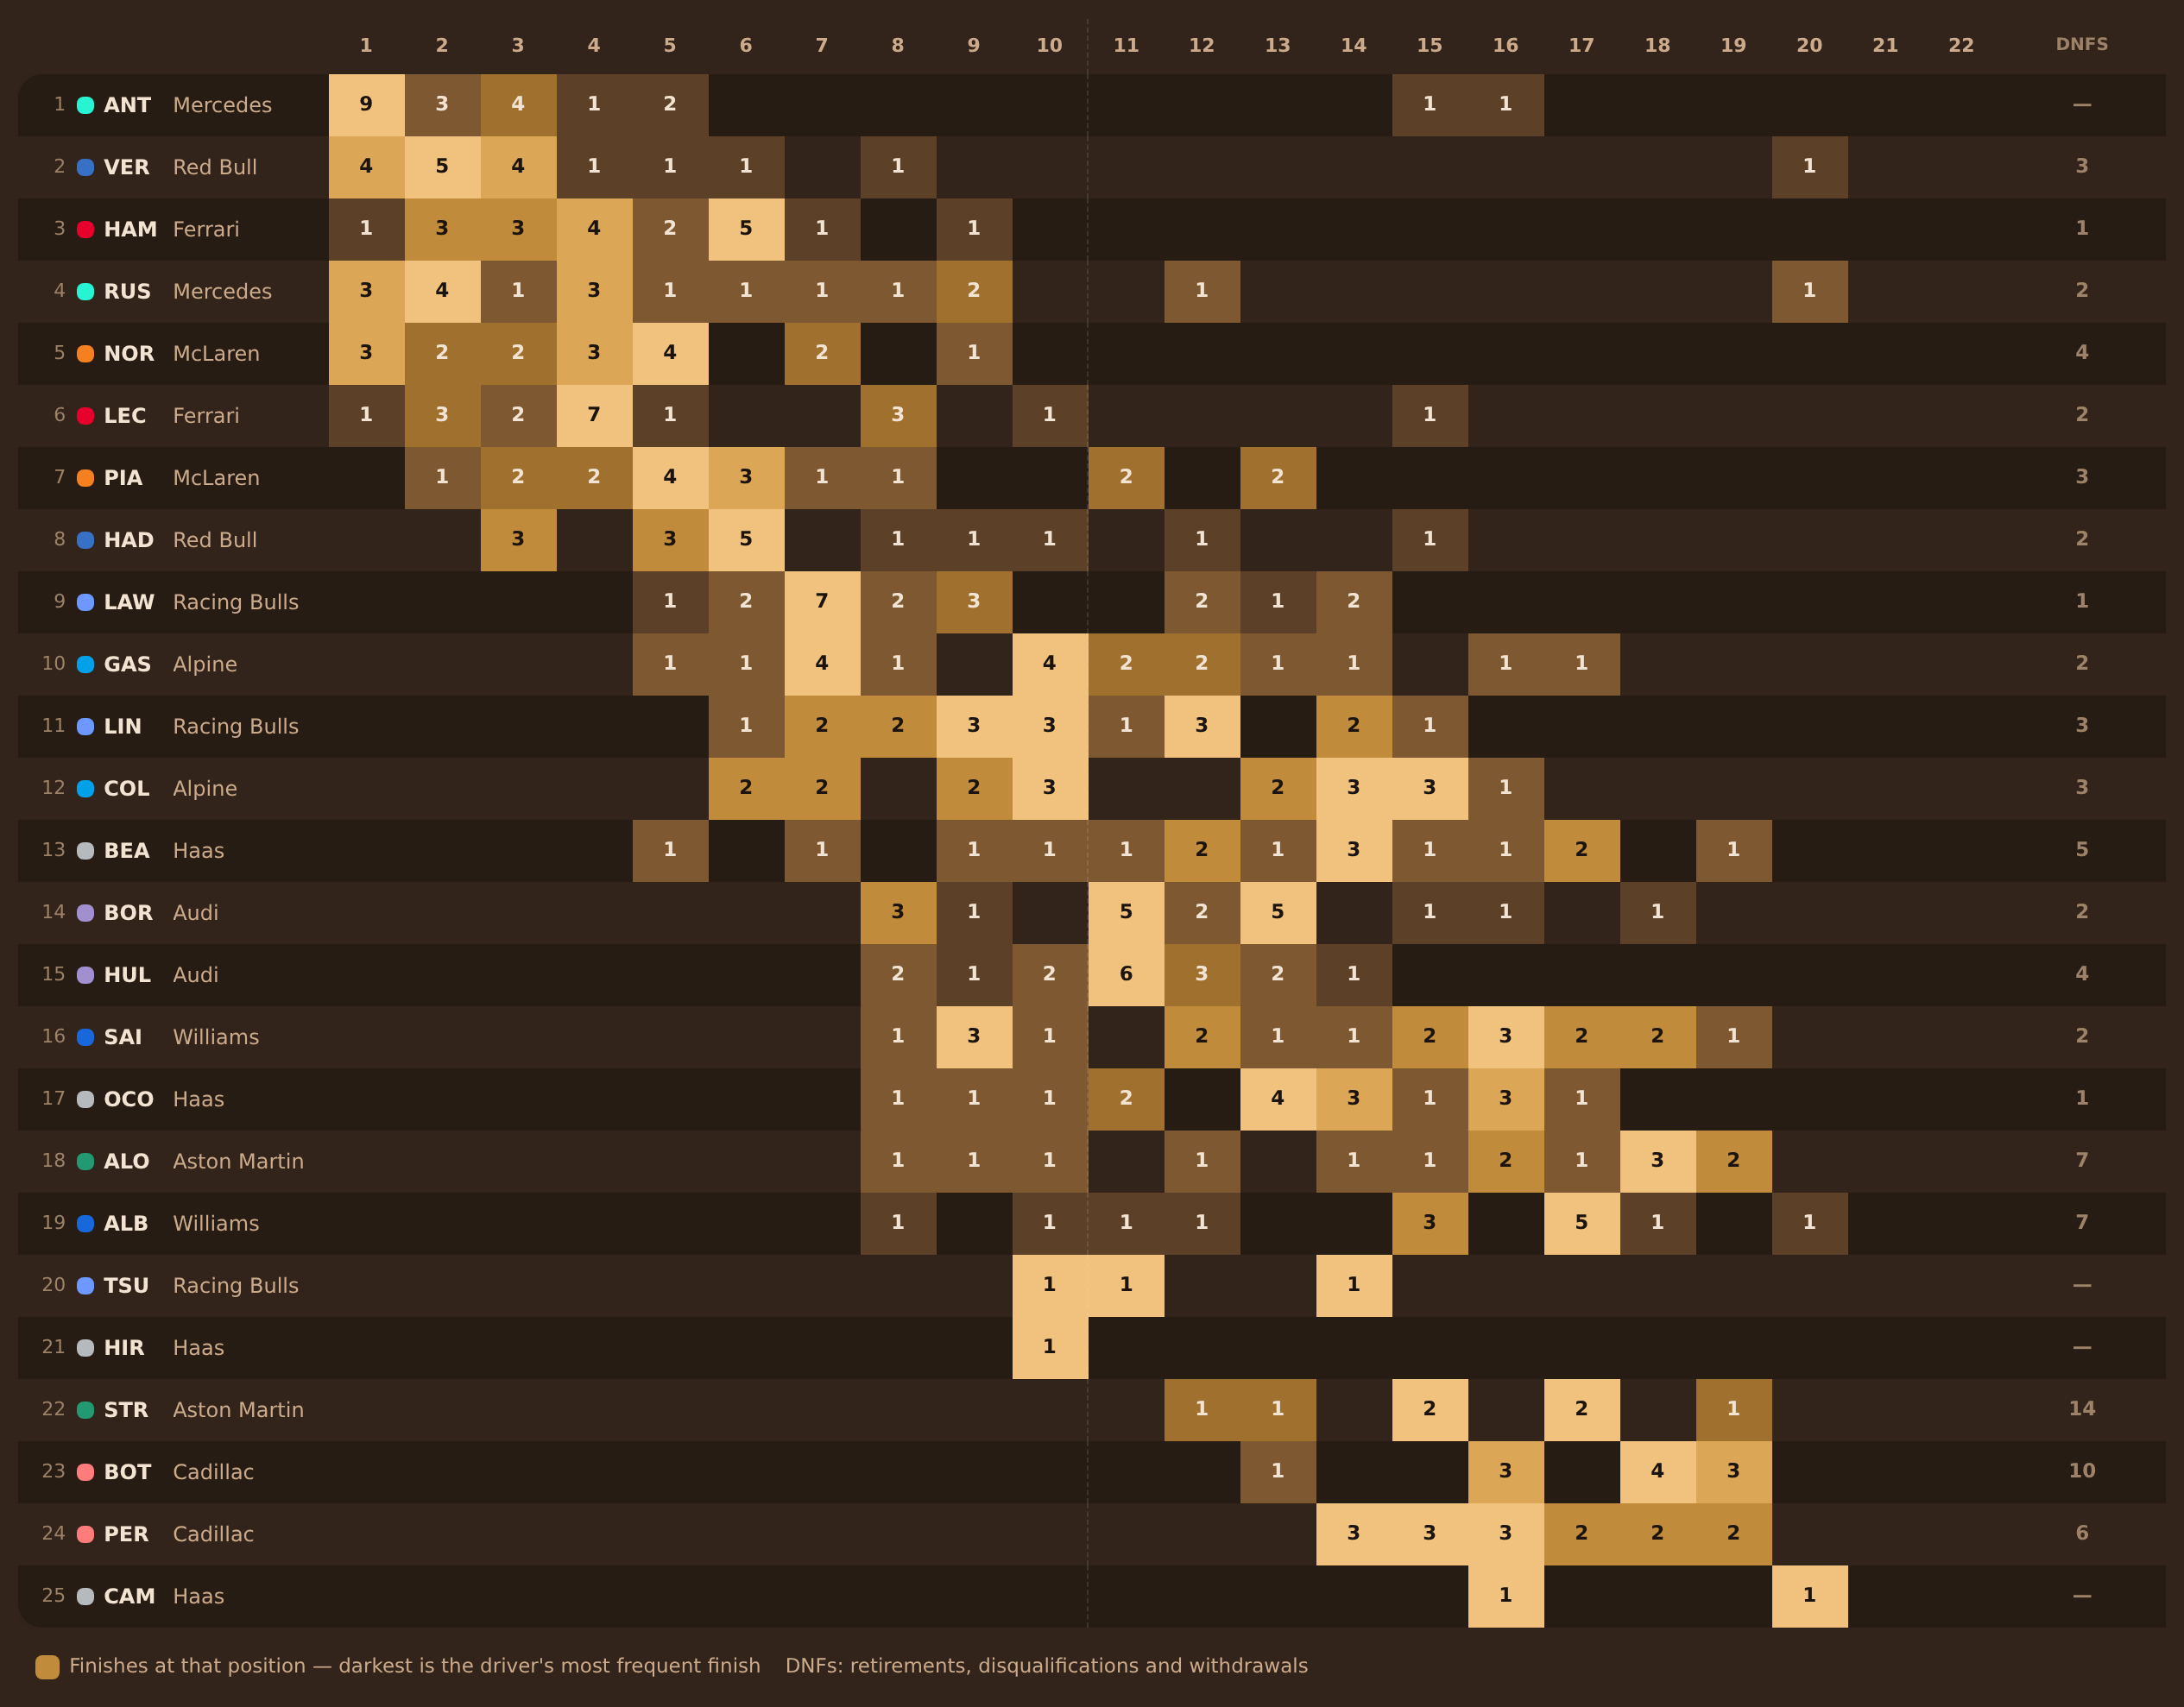 1 2 3 4 5 6 7 8 9 10 11 12 13 14 15 16 17 18 19 20 21 22 DNFS
1 ANT Mercedes 9 3 4 1 2 1 1 —
2 VER Red Bull 4 5 4 1 1 1 1 1 3
3 HAM Ferrari 1 3 3 4 2 5 1 1 1
4 RUS Mercedes 3 4 1 3 1 1 1 1 2 1 1 2
5 NOR McLaren 3 2 2 3 4 2 1 4
6 LEC Ferrari 1 3 2 7 1 3 1 1 2
7 PIA McLaren 1 2 2 4 3 1 1 2 2 3
8 HAD Red Bull 3 3 5 1 1 1 1 1 2
9 LAW Racing Bulls 1 2 7 2 3 2 1 2 1
10 GAS Alpine 1 1 4 1 4 2 2 1 1 1 1 2
11 LIN Racing Bulls 1 2 2 3 3 1 3 2 1 3
12 COL Alpine 2 2 2 3 2 3 3 1 3
13 BEA Haas 1 1 1 1 1 2 1 3 1 1 2 1 5
14 BOR Audi 3 1 5 2 5 1 1 1 2
15 HUL Audi 2 1 2 6 3 2 1 4
16 SAI Williams 1 3 1 2 1 1 2 3 2 2 1 2
17 OCO Haas 1 1 1 2 4 3 1 3 1 1
18 ALO Aston Martin 1 1 1 1 1 1 2 1 3 2 7
19 ALB Williams 1 1 1 1 3 5 1 1 7
20 TSU Racing Bulls 1 1 1 —
21 HIR Haas 1 —
22 STR Aston Martin 1 1 2 2 1 14
23 BOT Cadillac 1 3 4 3 10
24 PER Cadillac 3 3 3 2 2 2 6
25 CAM Haas 1 1 —
Finishes at that position — darkest is the driver's most frequent finish DNFs: retirements, disqualifications and withdrawals